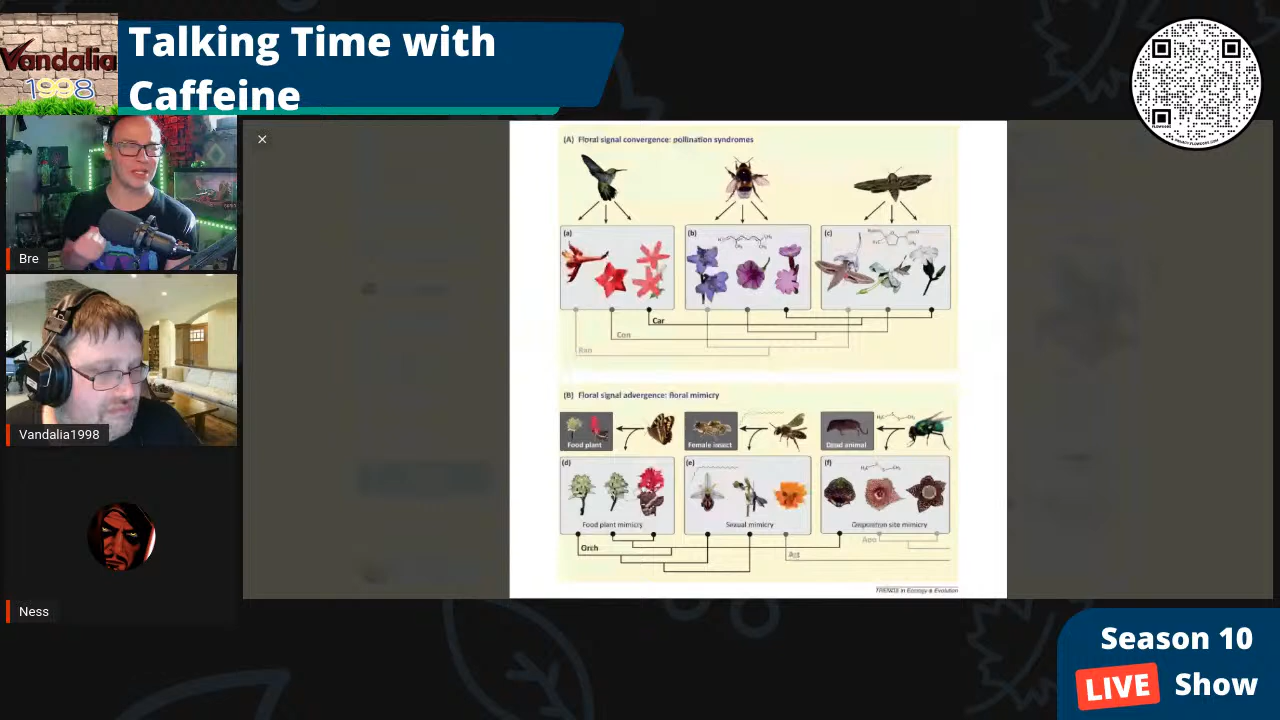 Vandalia
1998
Talking Time with
Caffeine
Bre
Vandalia1998
Ness
(A) Floral signal convergence: pollination syndromes
(a)
(b)
(c)
Car
Con
Ran
(B) Floral signal advergence: floral mimicry
Food plant
Female insect
Dead animal
(d)
(e)
(f)
Food plant mimicry
Sexual mimicry
Oviposition site mimicry
Orch
Ast
Apo
TRENDS in Ecology & Evolution
Season 10
LIVE Show